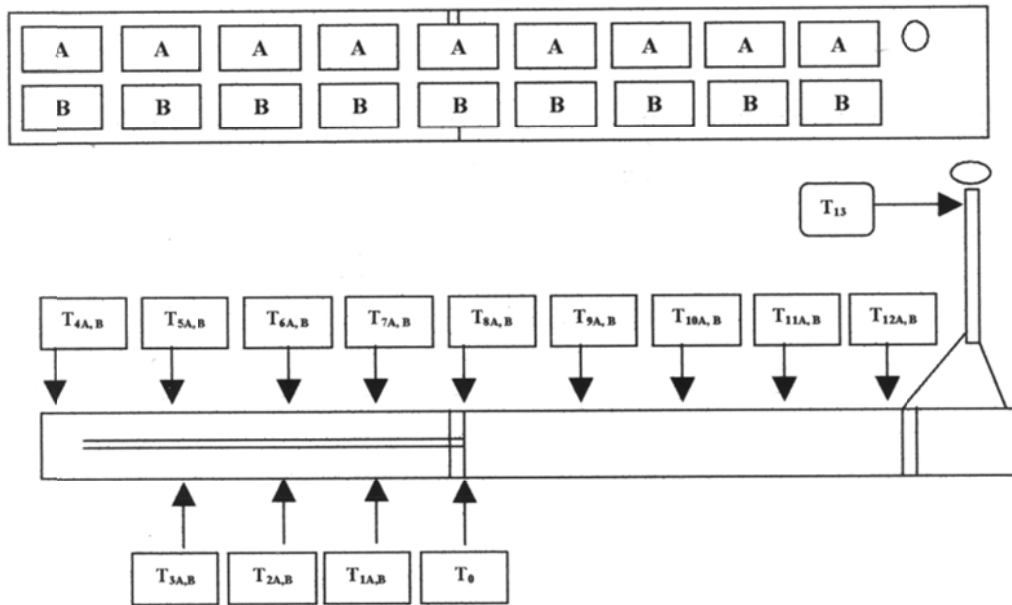 A A A A A A A A A
B B B B B B B B B
T₁₃
T₄A, B T₅A, B T₆A, B T₇A, B T₈A, B T₉A, B T₁₀A, B T₁₁A, B T₁₂A, B
T₃A,B T₂A,B T₁A,B T₀